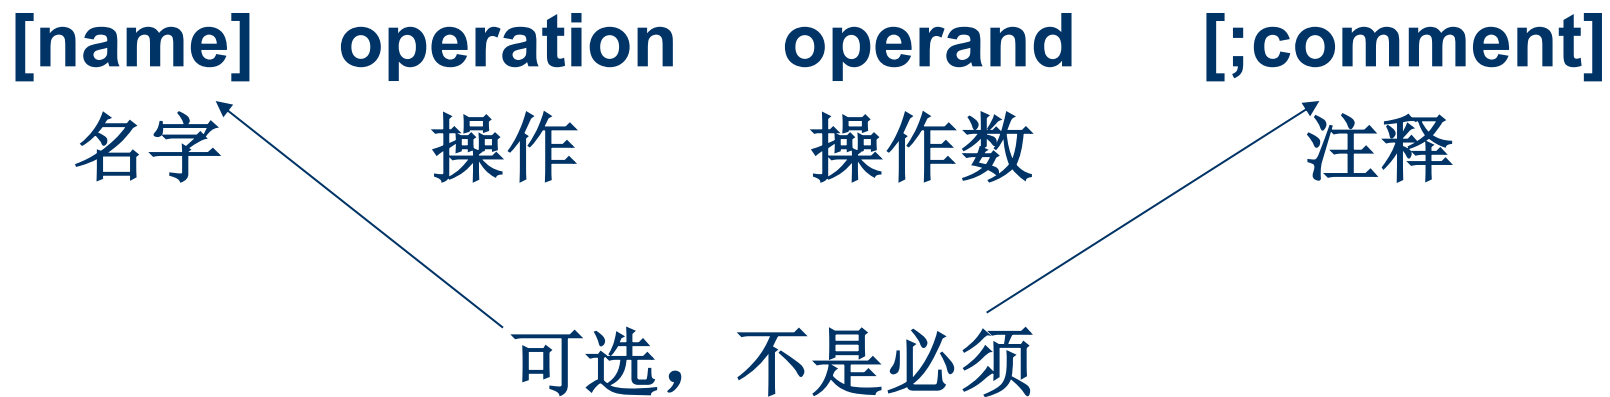 [name] operation operand [;comment]
名字 操作 操作数 注释
可选，不是必须